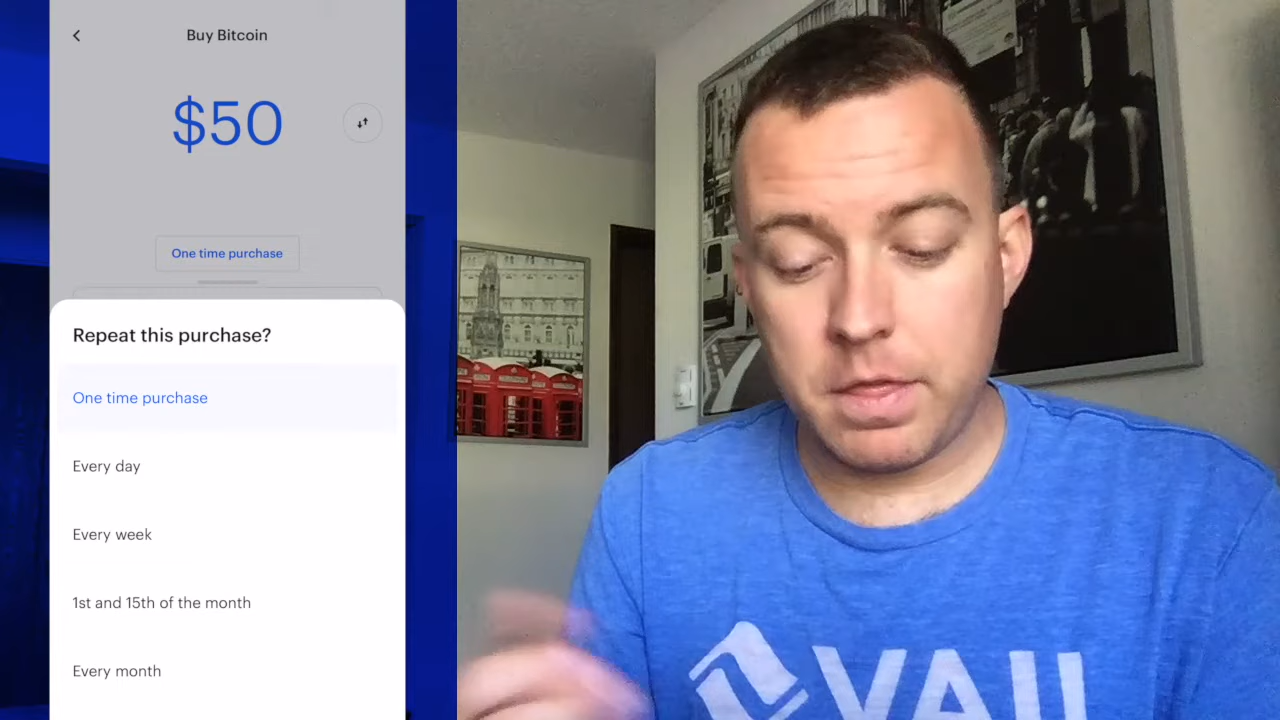 Buy Bitcoin
$50
One time purchase
Repeat this purchase?
One time purchase
Every day
Every week
1st and 15th of the month
Every month
VAIL